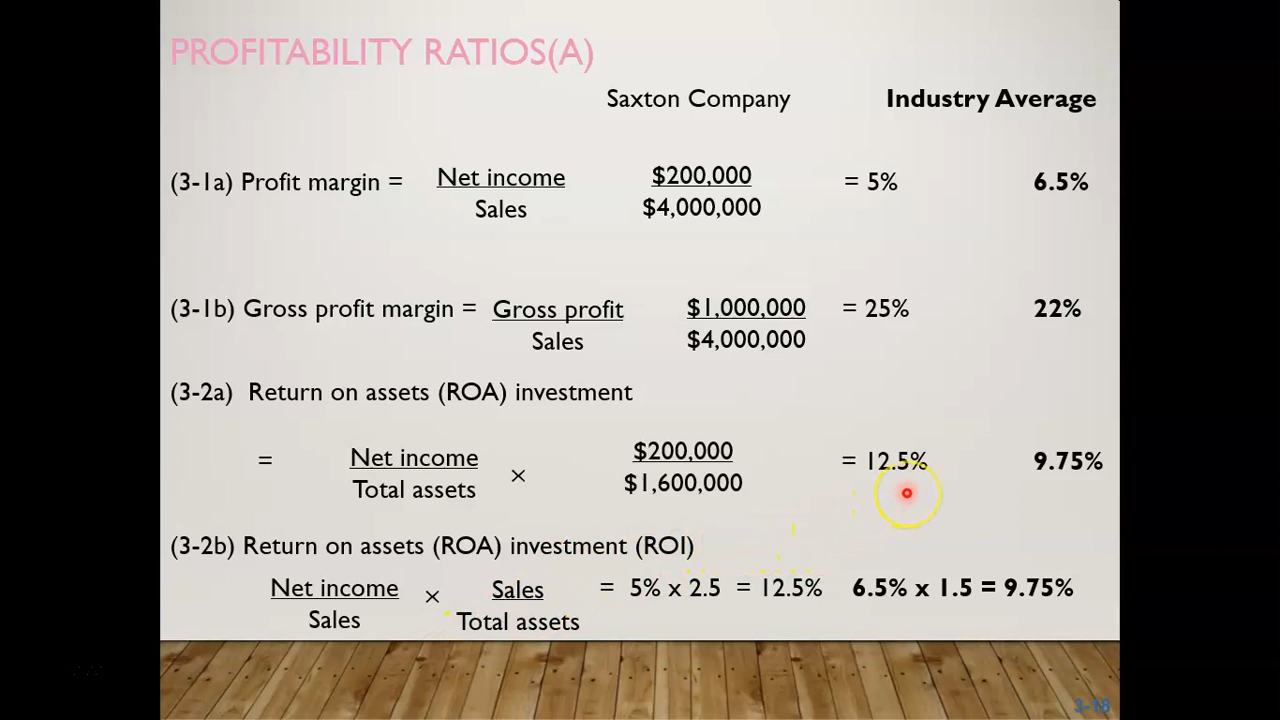 PROFITABILITY RATIOS(A)
Saxton Company Industry Average
(3-1a) Profit margin = Net income $200,000 = 5% 6.5%
Sales $4,000,000
(3-1b) Gross profit margin = Gross profit $1,000,000 = 25% 22%
Sales $4,000,000
(3-2a) Return on assets (ROA) investment
= Net income × $200,000 = 12.5% 9.75%
Total assets $1,600,000
(3-2b) Return on assets (ROA) investment (ROI)
Net income × Sales = 5% x 2.5 = 12.5% 6.5% x 1.5 = 9.75%
Sales Total assets
3-18